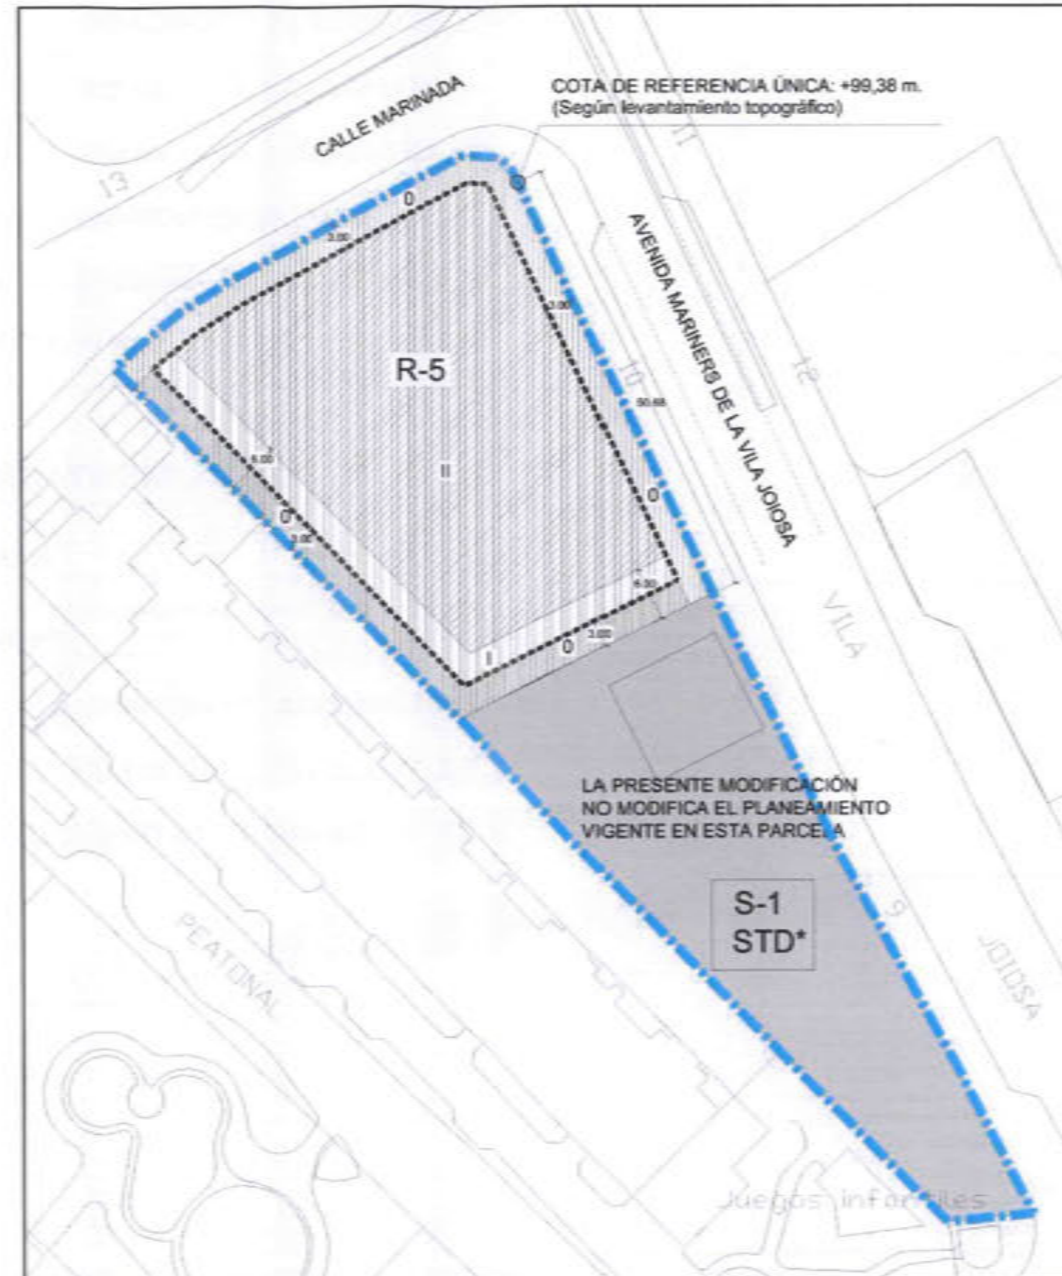 COTA DE REFERENCIA ÚNICA: +99,38 m.
(Según levantamiento topográfico)
CALLE MARINADA
13
11
AVENIDA MARINERS DE LA VILA JOIOSA
0
3.00
3.00
R-5
10
12
50.68
II
5.00
0
3.00
0
5.00
I
0
3.00
VILA
LA PRESENTE MODIFICACIÓN
NO MODIFICA EL PLANEAMIENTO
VIGENTE EN ESTA PARCELA
S-1
STD*
9
JOIOSA
PEATONAL
Juegos infantiles